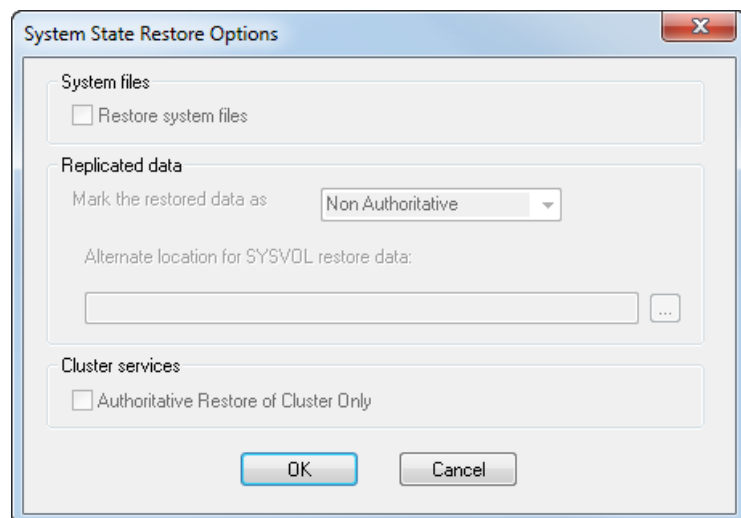 System State Restore Options
System files
Restore system files
Replicated data
Mark the restored data as
Non Authoritative
Alternate location for SYSVOL restore data:
...
Cluster services
Authoritative Restore of Cluster Only
OK
Cancel